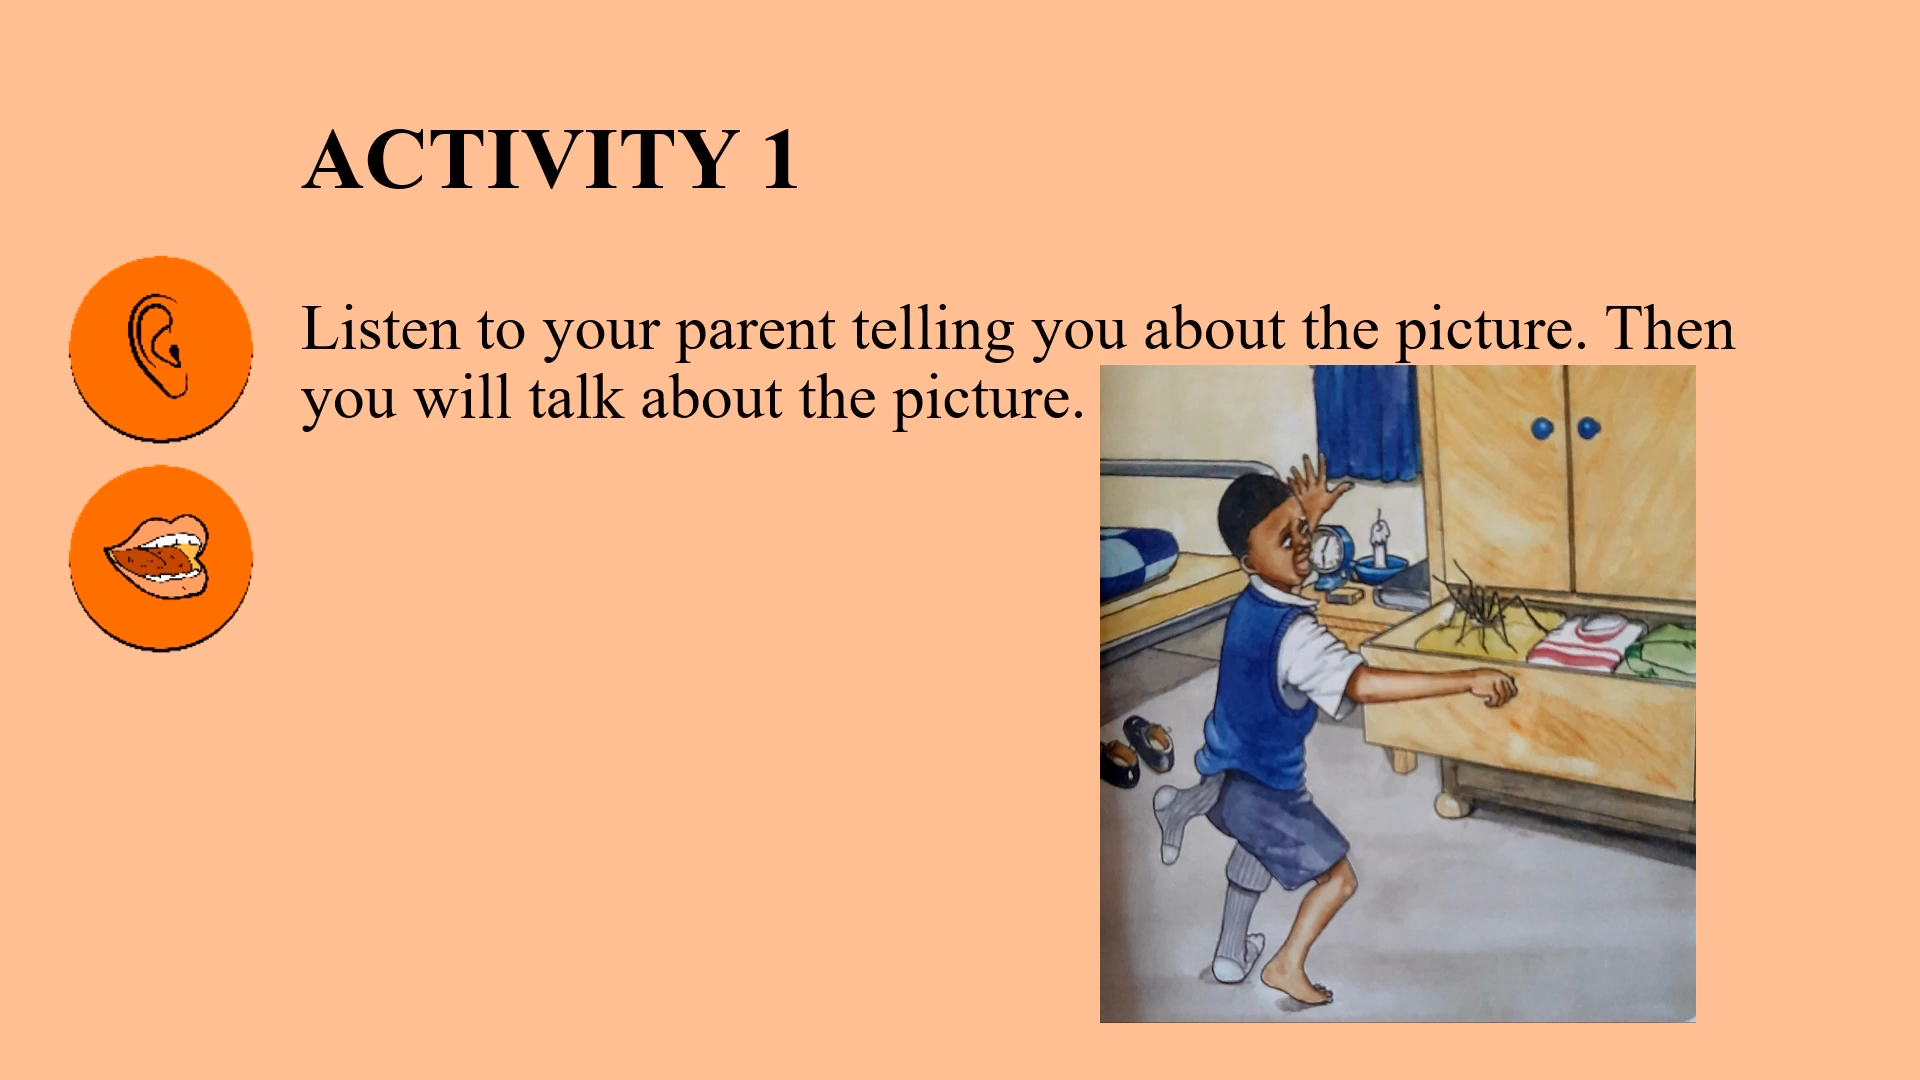 ACTIVITY 1
Listen to your parent telling you about the picture. Then
you will talk about the picture.